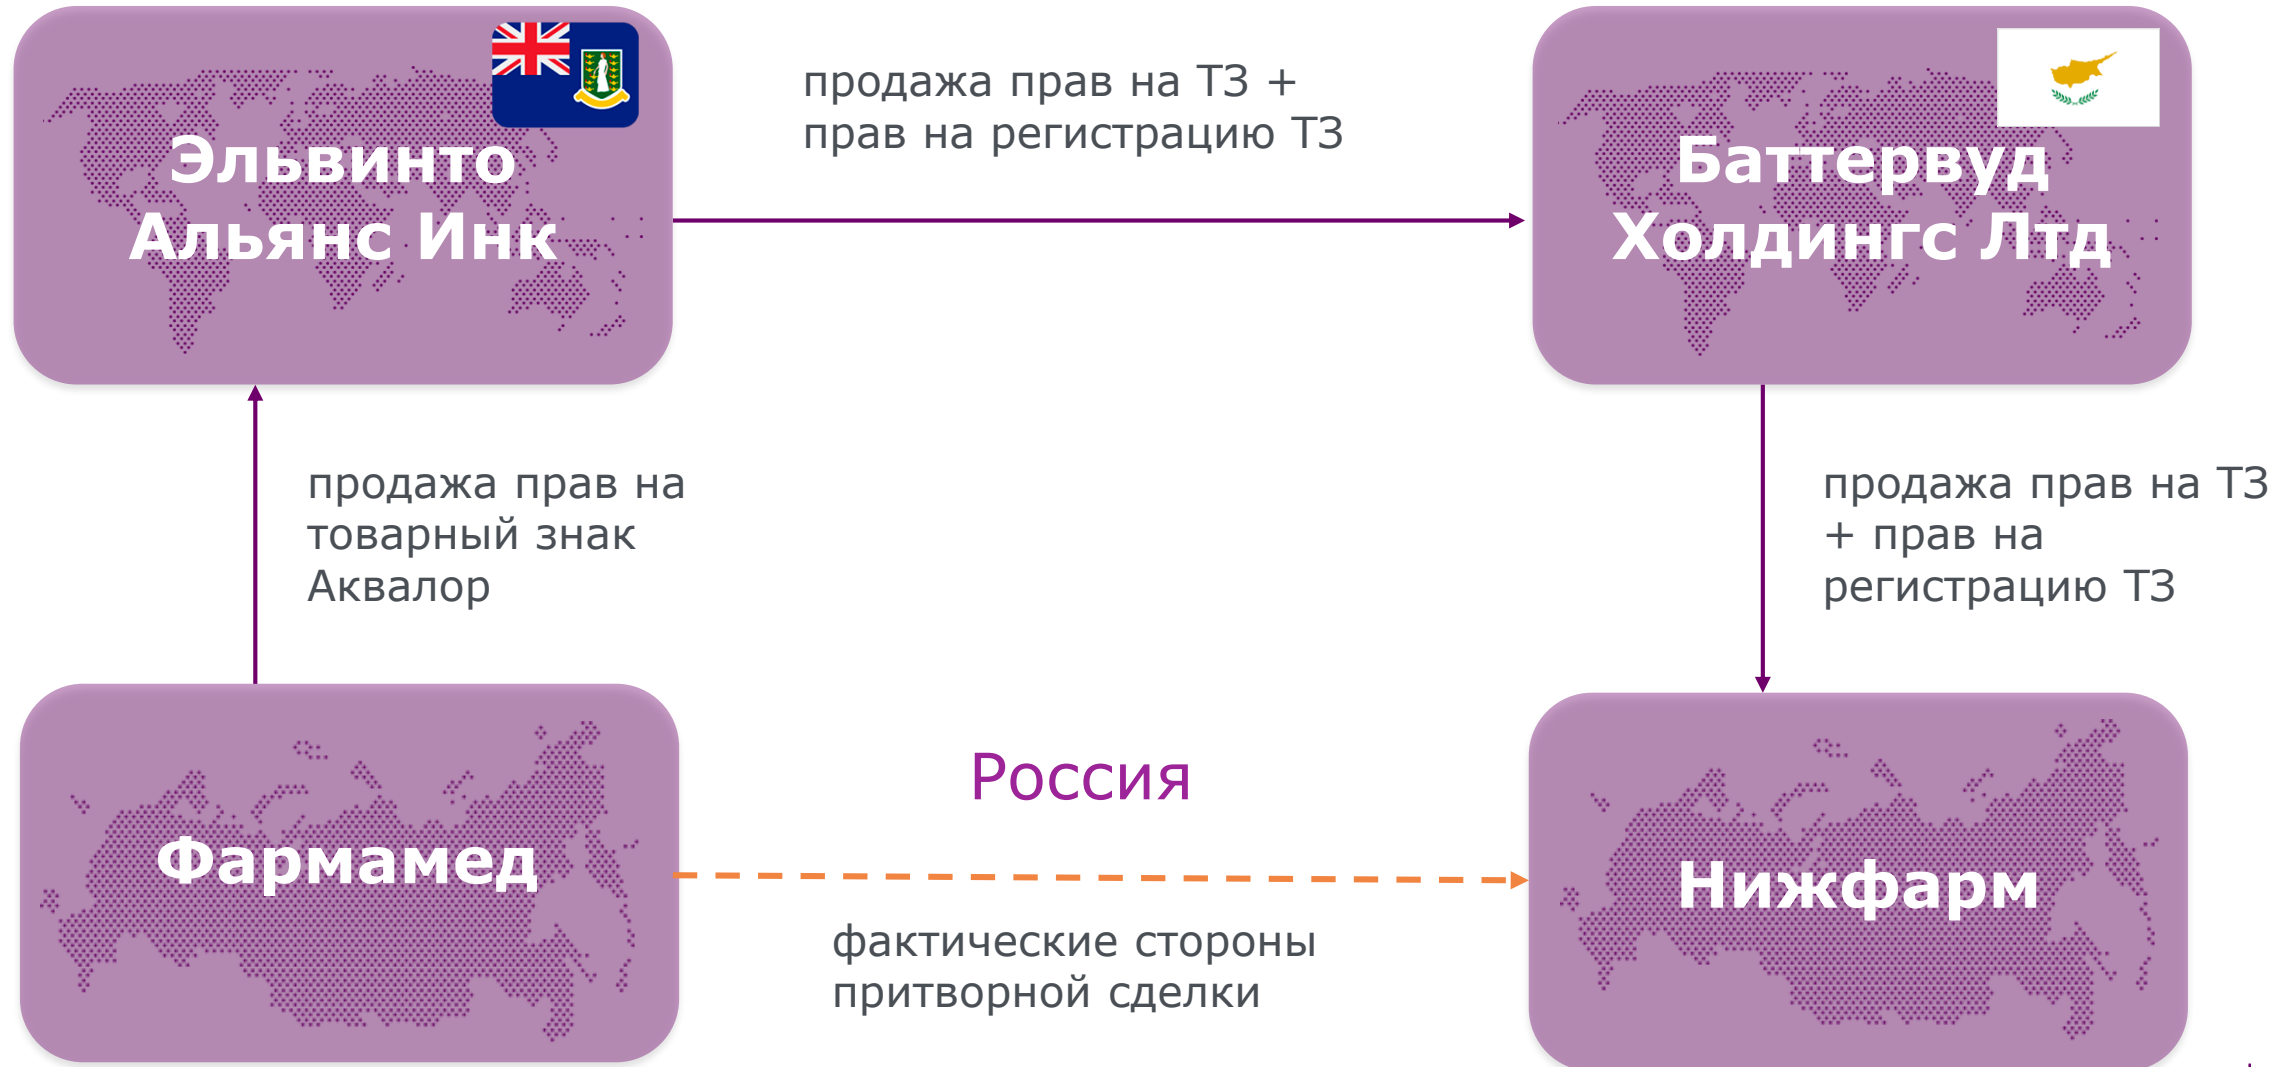 Эльвинто
Альянс Инк
продажа прав на ТЗ +
прав на регистрацию ТЗ
Баттервуд
Холдингс Лтд
продажа прав на
товарный знак
Аквалор
продажа прав на ТЗ
+ прав на
регистрацию ТЗ
Россия
Фармамед
Нижфарм
фактические стороны
притворной сделки